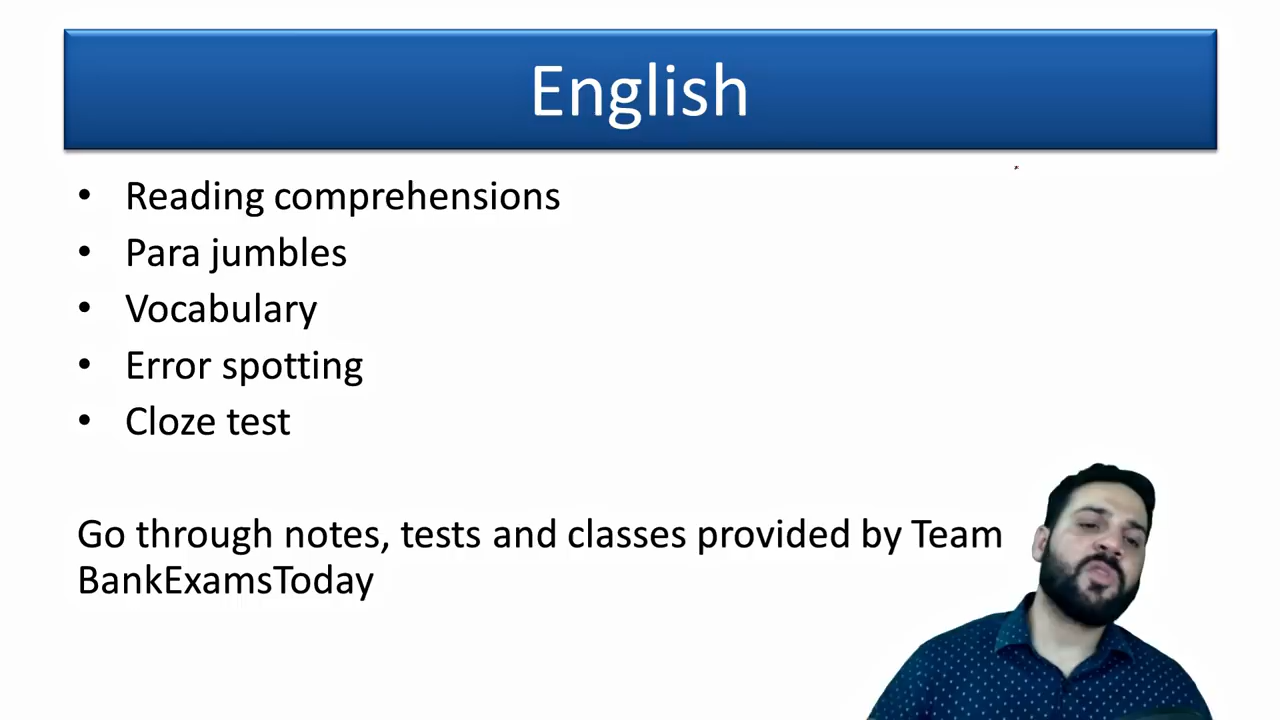 English
Reading comprehensions
Para jumbles
Vocabulary
Error spotting
Cloze test
Go through notes, tests and classes provided by Team
BankExamsToday